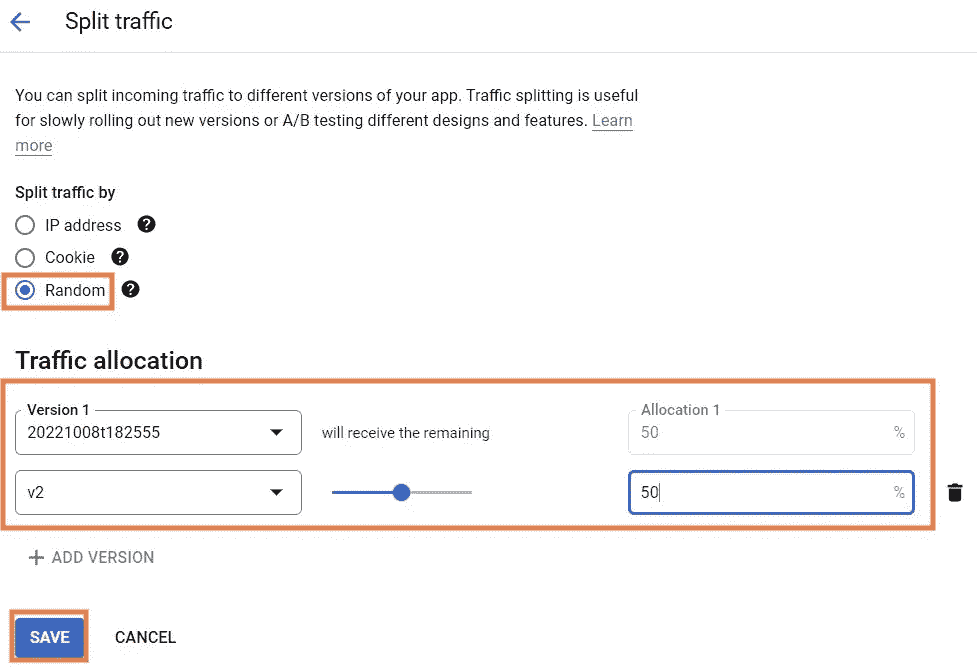 Split traffic
You can split incoming traffic to different versions of your app. Traffic splitting is useful
for slowly rolling out new versions or A/B testing different designs and features. Learn
more
Split traffic by
IP address ?
Cookie ?
Random ?
Traffic allocation
Version 1 Allocation 1
20221008t182555 will receive the remaining 50 %
v2 50 %
+ ADD VERSION
SAVE CANCEL